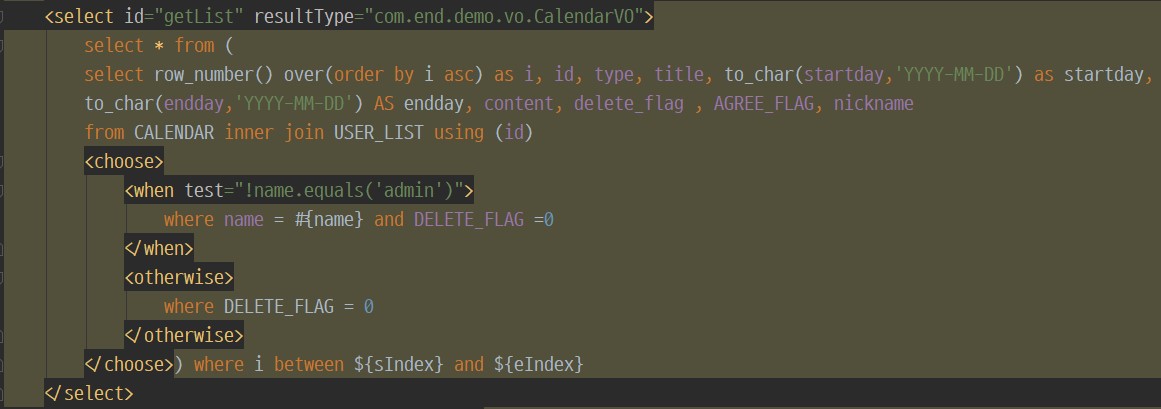 <select id="getList" resultType="com.end.demo.vo.CalendarVO">
select * from (
select row_number() over(order by i asc) as i, id, type, title, to_char(startday,'YYYY-MM-DD') as startday,
to_char(endday,'YYYY-MM-DD') AS endday, content, delete_flag , AGREE_FLAG, nickname
from CALENDAR inner join USER_LIST using (id)
<choose>
<when test="!name.equals('admin')">
where name = #{name} and DELETE_FLAG =0
</when>
<otherwise>
where DELETE_FLAG = 0
</otherwise>
</choose>) where i between ${sIndex} and ${eIndex}
</select>